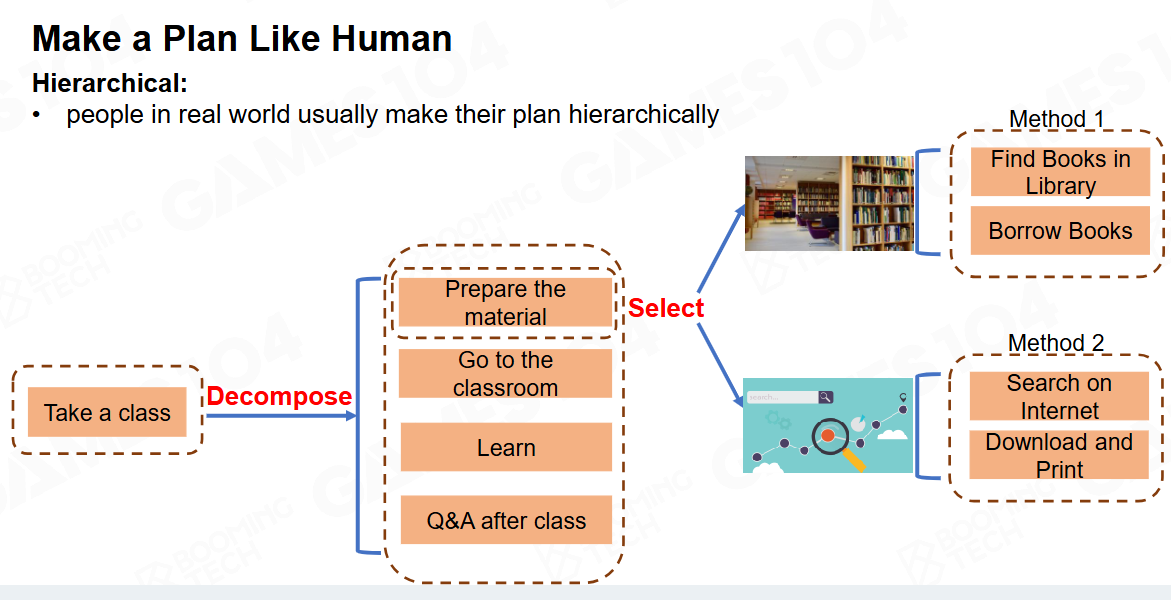 Make a Plan Like Human
Hierarchical:
• people in real world usually make their plan hierarchically
Take a class
Decompose
Prepare the
material
Go to the
classroom
Learn
Q&A after class
Select
Method 1
Find Books in
Library
Borrow Books
Method 2
search...
Search on
Internet
Download and
Print
GAMES104
BOOMING
TECH